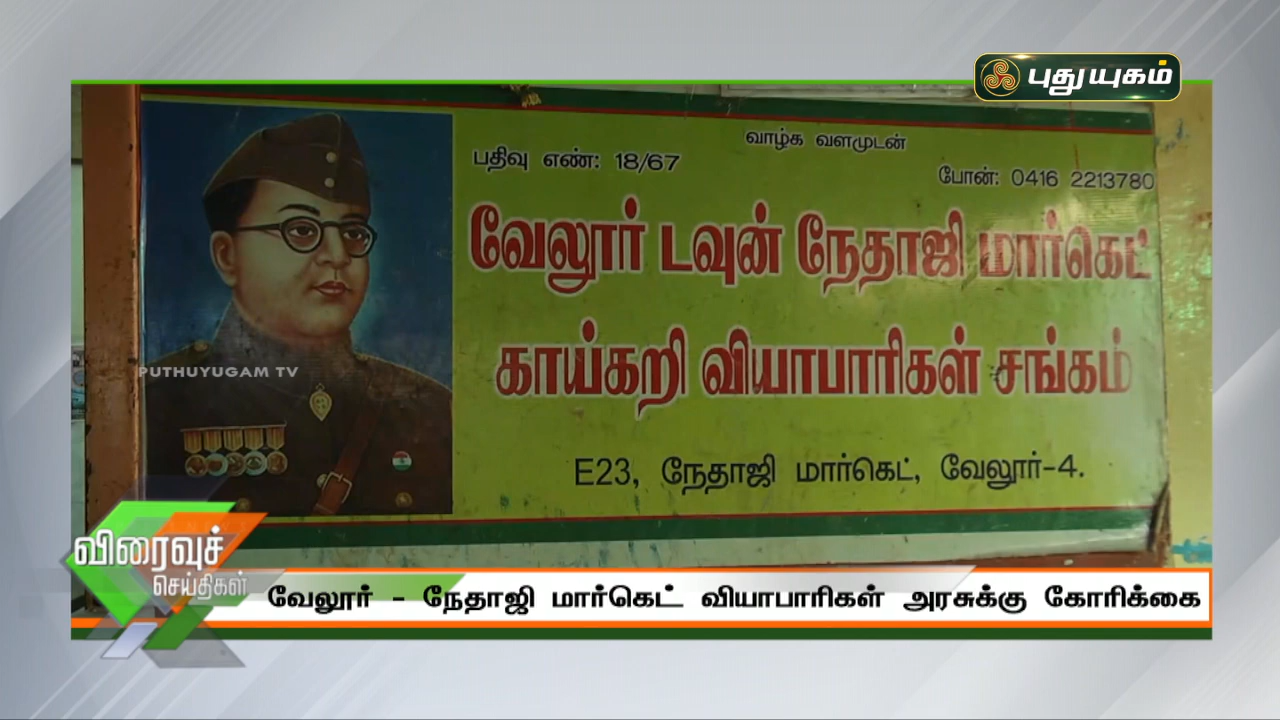 புதுயுகம்
வாழ்க வளமுடன்
பதிவு எண்: 18/67
போன்: 0416 2213780
வேலூர் டவுன் நேதாஜி மார்கெட்
காய்கறி வியாபாரிகள் சங்கம்
E23, நேதாஜி மார்கெட், வேலூர்-4.
PUTHUYUGAM TV
விரைவுச்
செய்திகள்
வேலூர் - நேதாஜி மார்கெட் வியாபாரிகள் அரசுக்கு கோரிக்கை